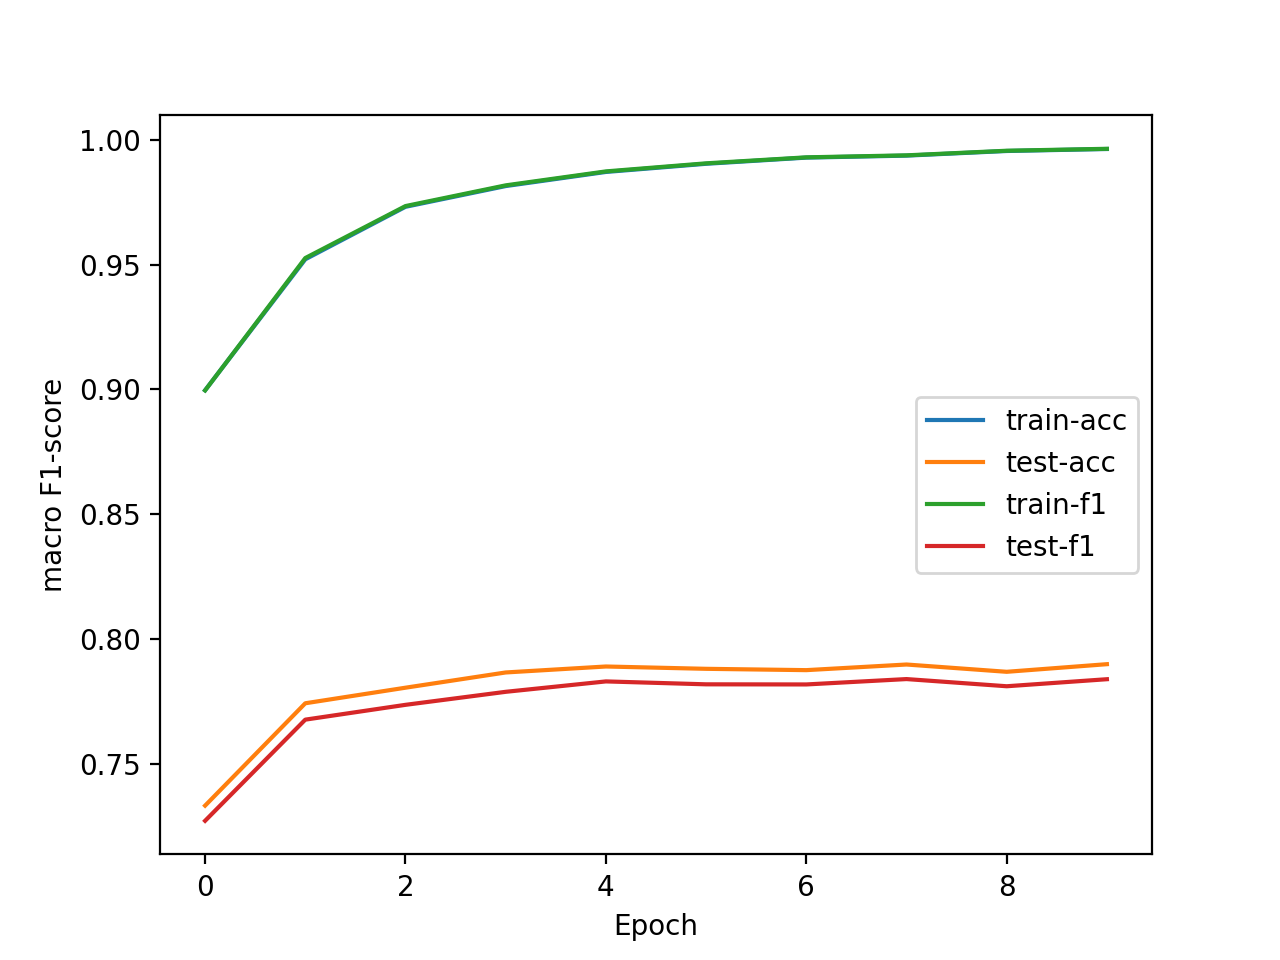 1.00
0.95
0.90
0.85
0.80
0.75
macro F1-score
train-acc
test-acc
train-f1
test-f1
0 2 4 6 8
Epoch